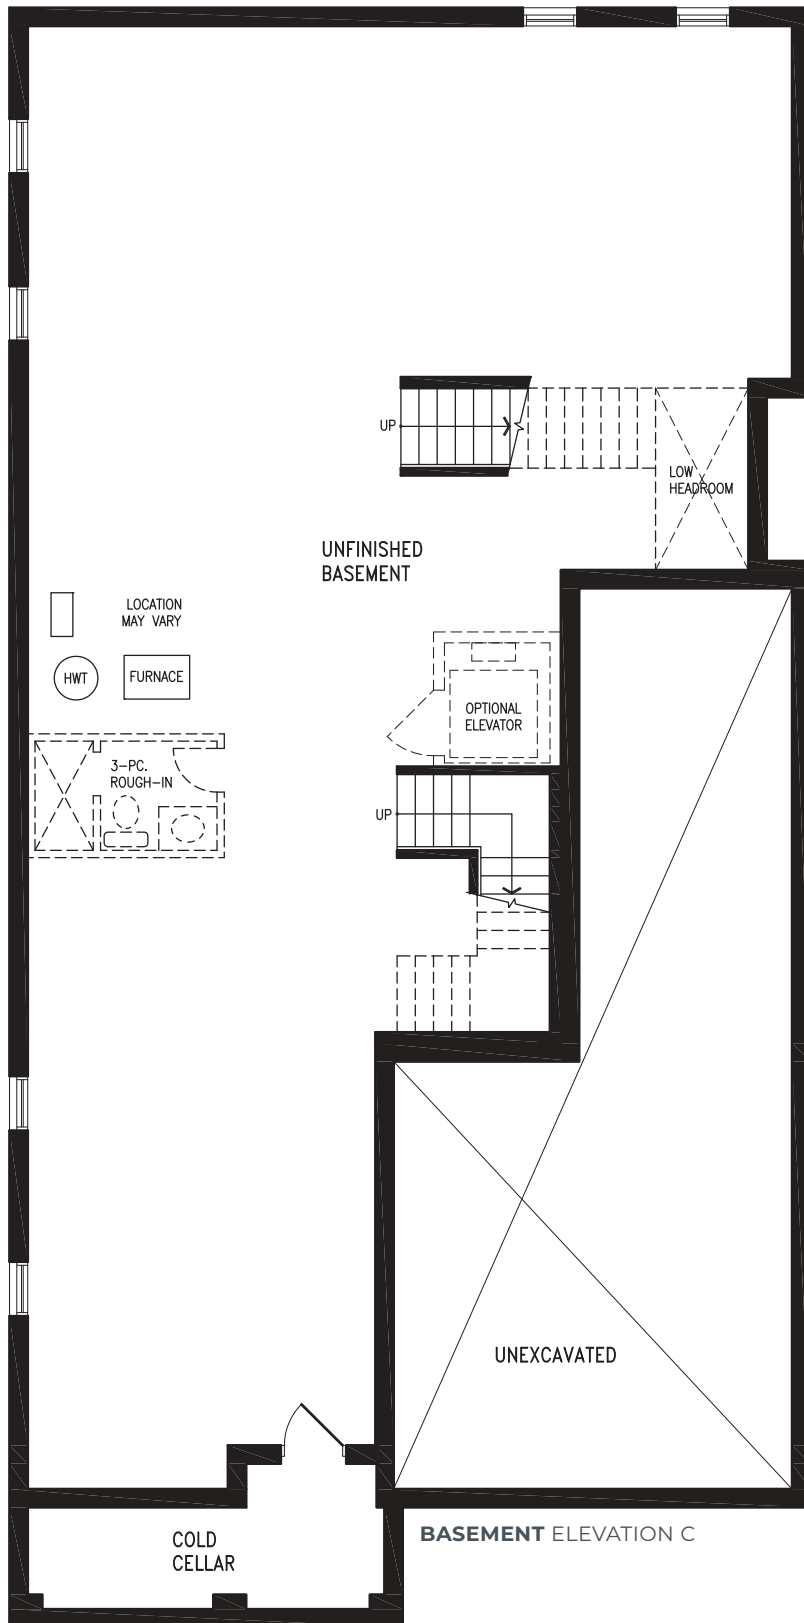 UP
LOW
HEADROOM
UNFINISHED
BASEMENT
LOCATION
MAY VARY
HWT
FURNACE
OPTIONAL
ELEVATOR
3-PC.
ROUGH-IN
UP
UNEXCAVATED
COLD
CELLAR
BASEMENT ELEVATION C